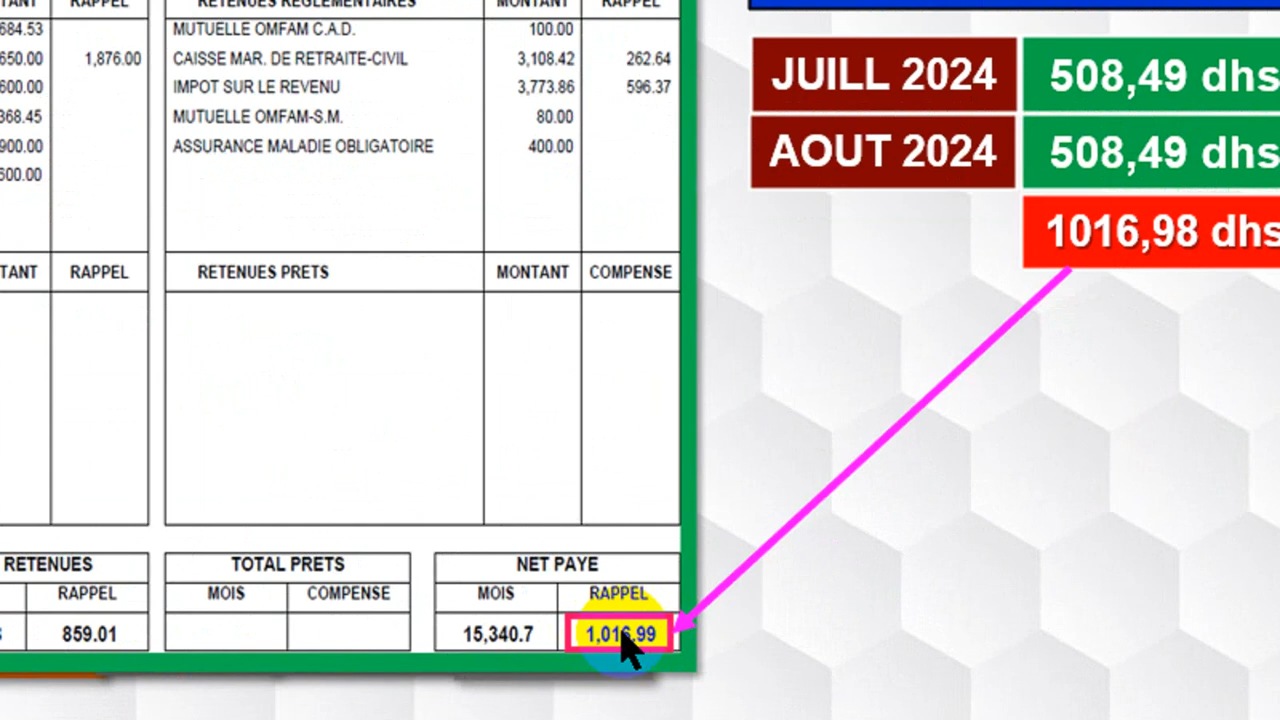 RAPPEL RETENUES REGLEMENTAIRES MONTANT RAPPEL
684.53 MUTUELLE OMFAM C.A.D. 100.00
650.00 1,876.00 CAISSE MAR. DE RETRAITE-CIVIL 3,108.42 262.64
600.00 IMPOT SUR LE REVENU 3,773.86 596.37
368.45 MUTUELLE OMFAM-S.M. 80.00
900.00 ASSURANCE MALADIE OBLIGATOIRE 400.00
600.00
TANT RAPPEL RETENUES PRETS MONTANT COMPENSE
RETENUES TOTAL PRETS NET PAYE
RAPPEL MOIS COMPENSE MOIS RAPPEL
859.01 15,340.7 1,016.99
JUILL 2024 508,49 dhs
AOUT 2024 508,49 dhs
1016,98 dhs